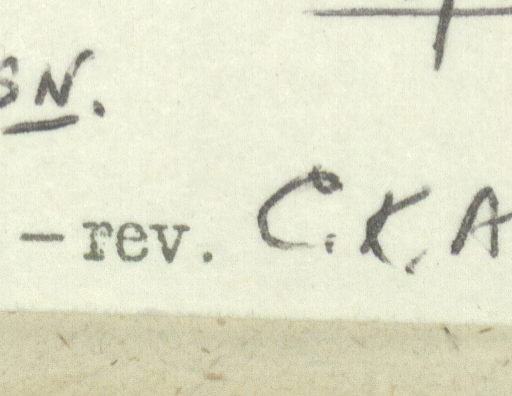 SN.
- rev. C.K.A